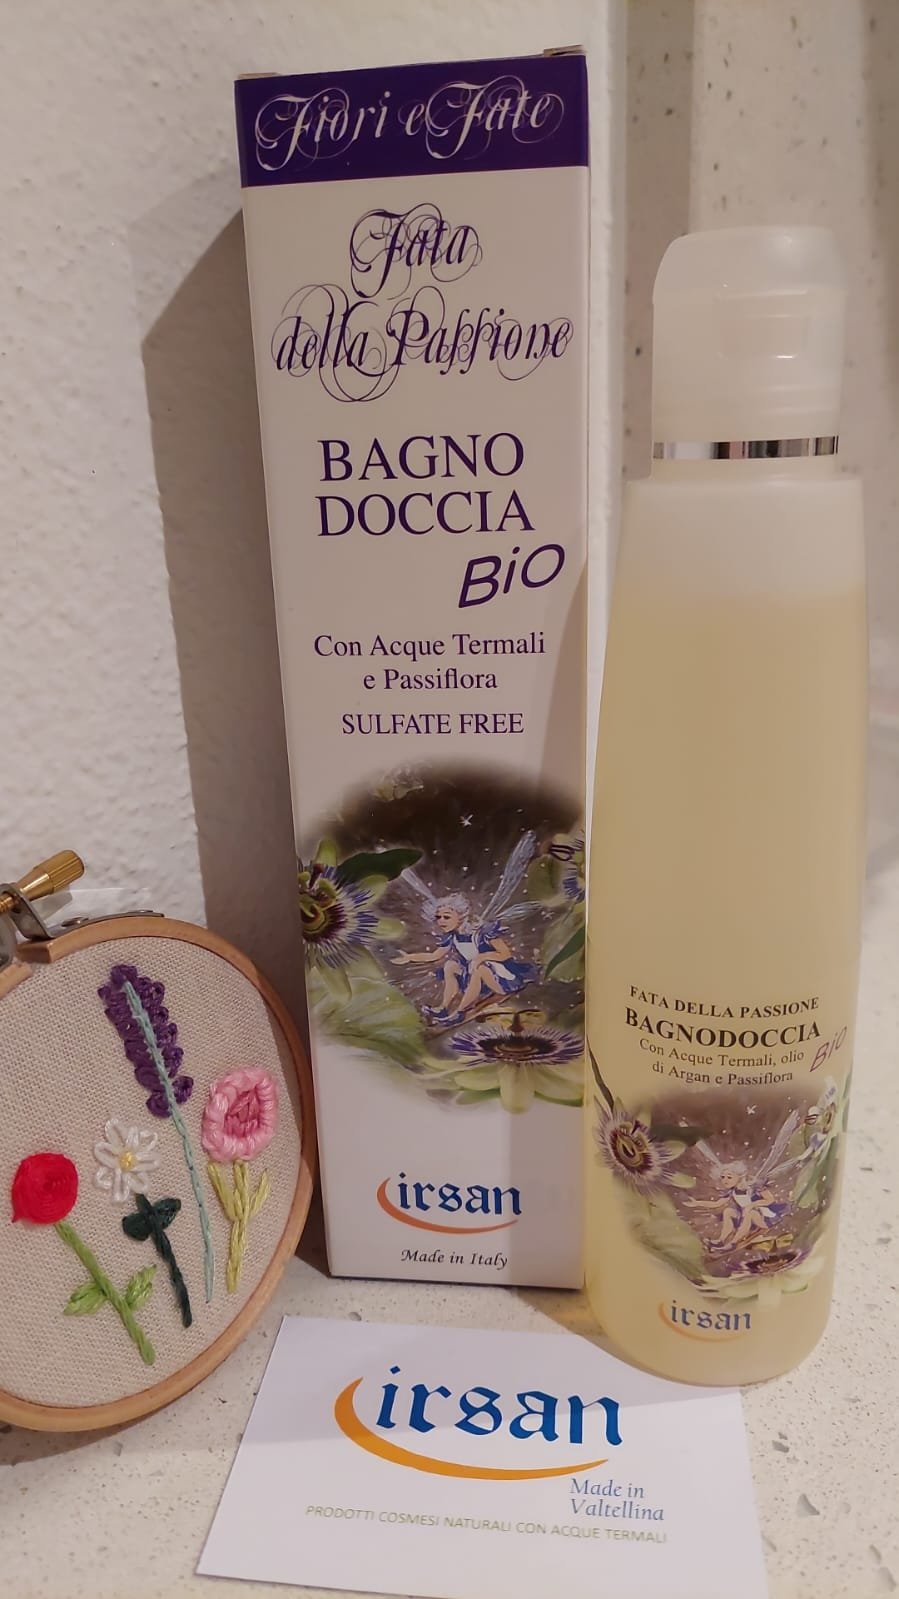 Fiori e Fate
Fata
della Passione
BAGNO
DOCCIA
BiO
Con Acque Termali
e Passiflora
SULFATE FREE
irsan
Made in Italy
FATA DELLA PASSIONE
BAGNODOCCIA
BiO
Con Acque Termali, olio
di Argan e Passiflora
irsan
irsan
Made in
Valtellina
PRODOTTI COSMESI NATURALI CON ACQUE TERMALI